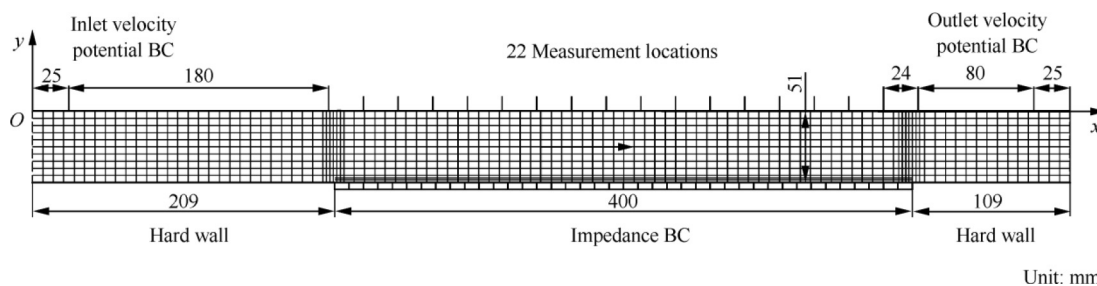 Inlet velocity
potential BC
22 Measurement locations
Outlet velocity
potential BC
y
25
180
51
24
80
25
O
x
209
400
109
Hard wall
Impedance BC
Hard wall
Unit: mm